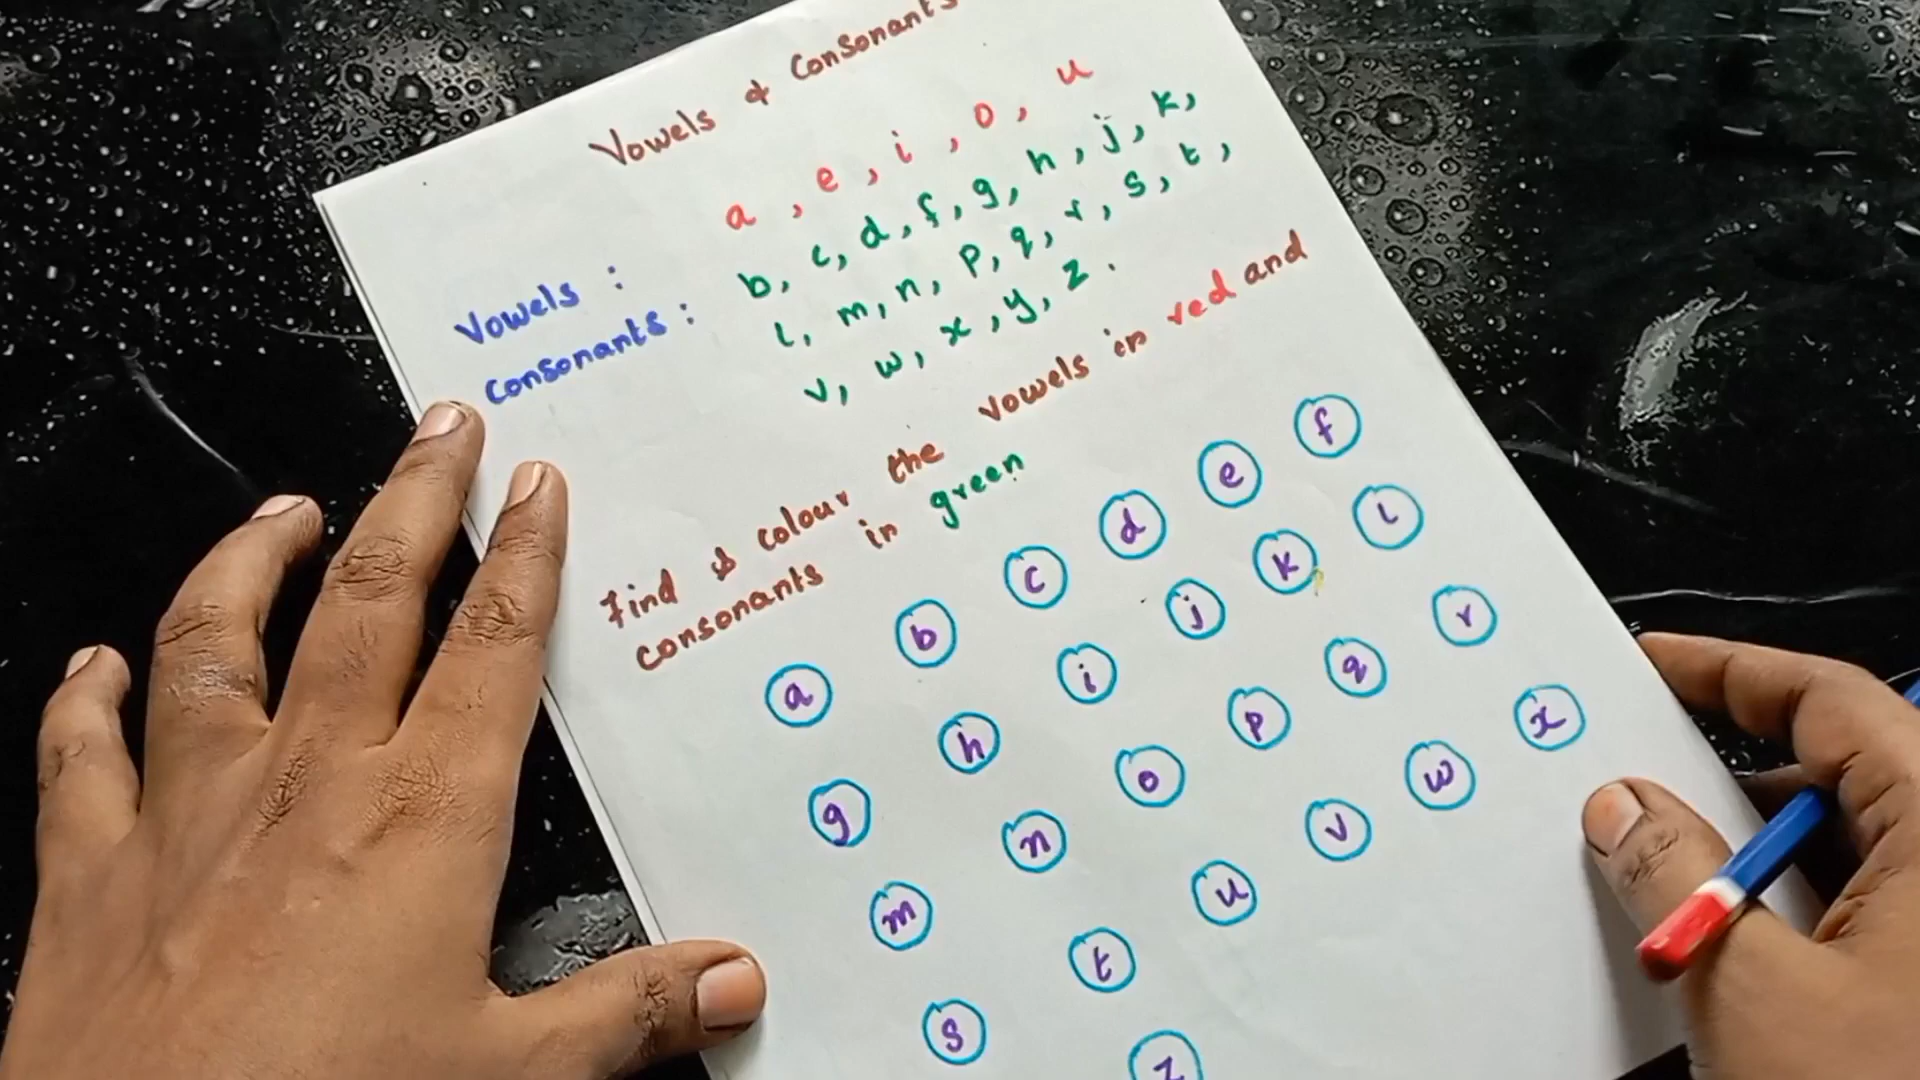 Vowels & Consonants
Vowels : a , e , i , o , u
Consonants : b, c, d, f, g, h, j, k,
l, m, n, p, q, r, s, t,
v, w, x, y, z .
Find & colour the vowels in red and
consonants in green
a b c d e f
g h i j k l
m n o p q r
s t u v w x
z